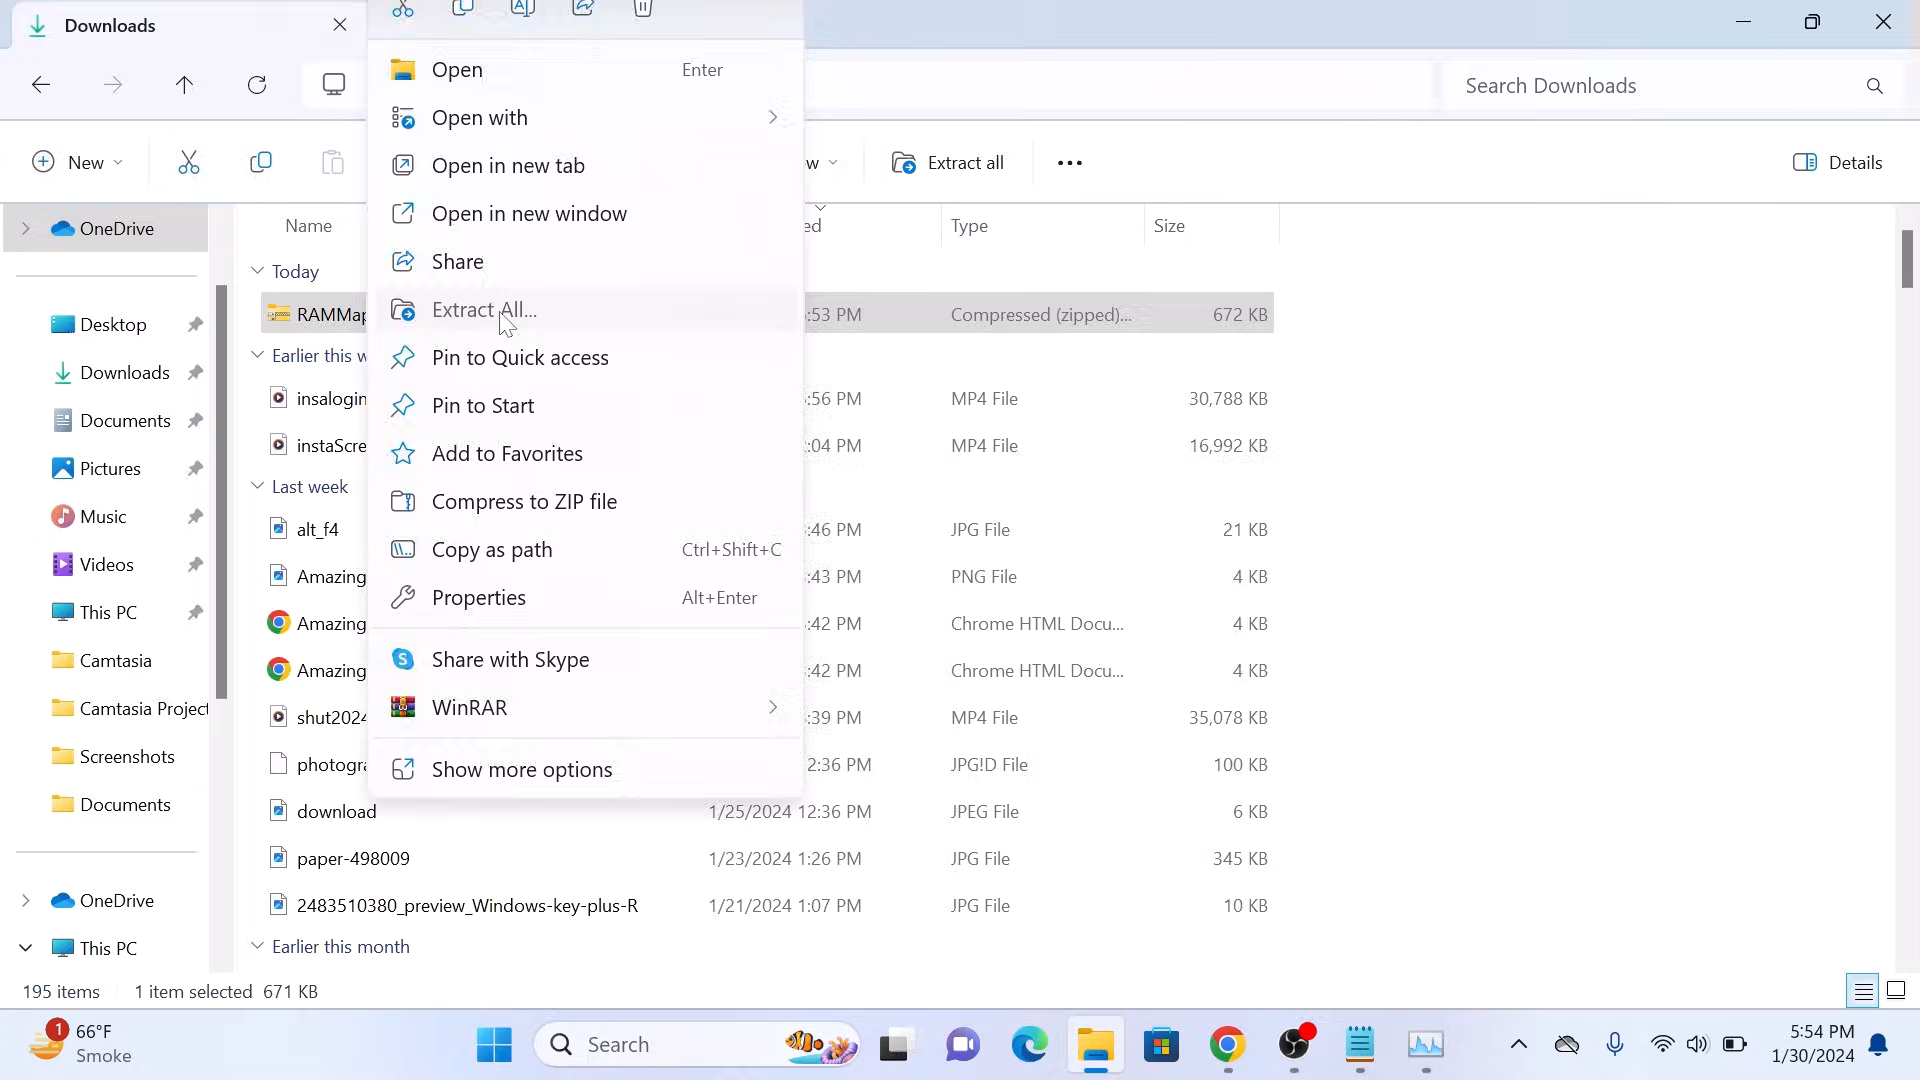 Downloads
Search Downloads
New
w
Extract all
Details
Open Enter
Open with
Open in new tab
Open in new window
Share
Extract All...
Pin to Quick access
Pin to Start
Add to Favorites
Compress to ZIP file
Copy as path Ctrl+Shift+C
Properties Alt+Enter
Share with Skype
WinRAR
Show more options
OneDrive
Desktop
Downloads
Documents
Pictures
Music
Videos
This PC
Camtasia
Camtasia Project
Screenshots
Documents
OneDrive
This PC
Name ed Type Size
Today
RAMMap :53 PM Compressed (zipped)... 672 KB
Earlier this w
insalogin :56 PM MP4 File 30,788 KB
instaScre :04 PM MP4 File 16,992 KB
Last week
alt_f4 :46 PM JPG File 21 KB
Amazing :43 PM PNG File 4 KB
Amazing :42 PM Chrome HTML Docu... 4 KB
Amazing :42 PM Chrome HTML Docu... 4 KB
shut2024 :39 PM MP4 File 35,078 KB
photogra 2:36 PM JPG!D File 100 KB
download 1/25/2024 12:36 PM JPEG File 6 KB
paper-498009 1/23/2024 1:26 PM JPG File 345 KB
2483510380_preview_Windows-key-plus-R 1/21/2024 1:07 PM JPG File 10 KB
Earlier this month
195 items 1 item selected 671 KB
1
66°F
Smoke
Search
5:54 PM
1/30/2024